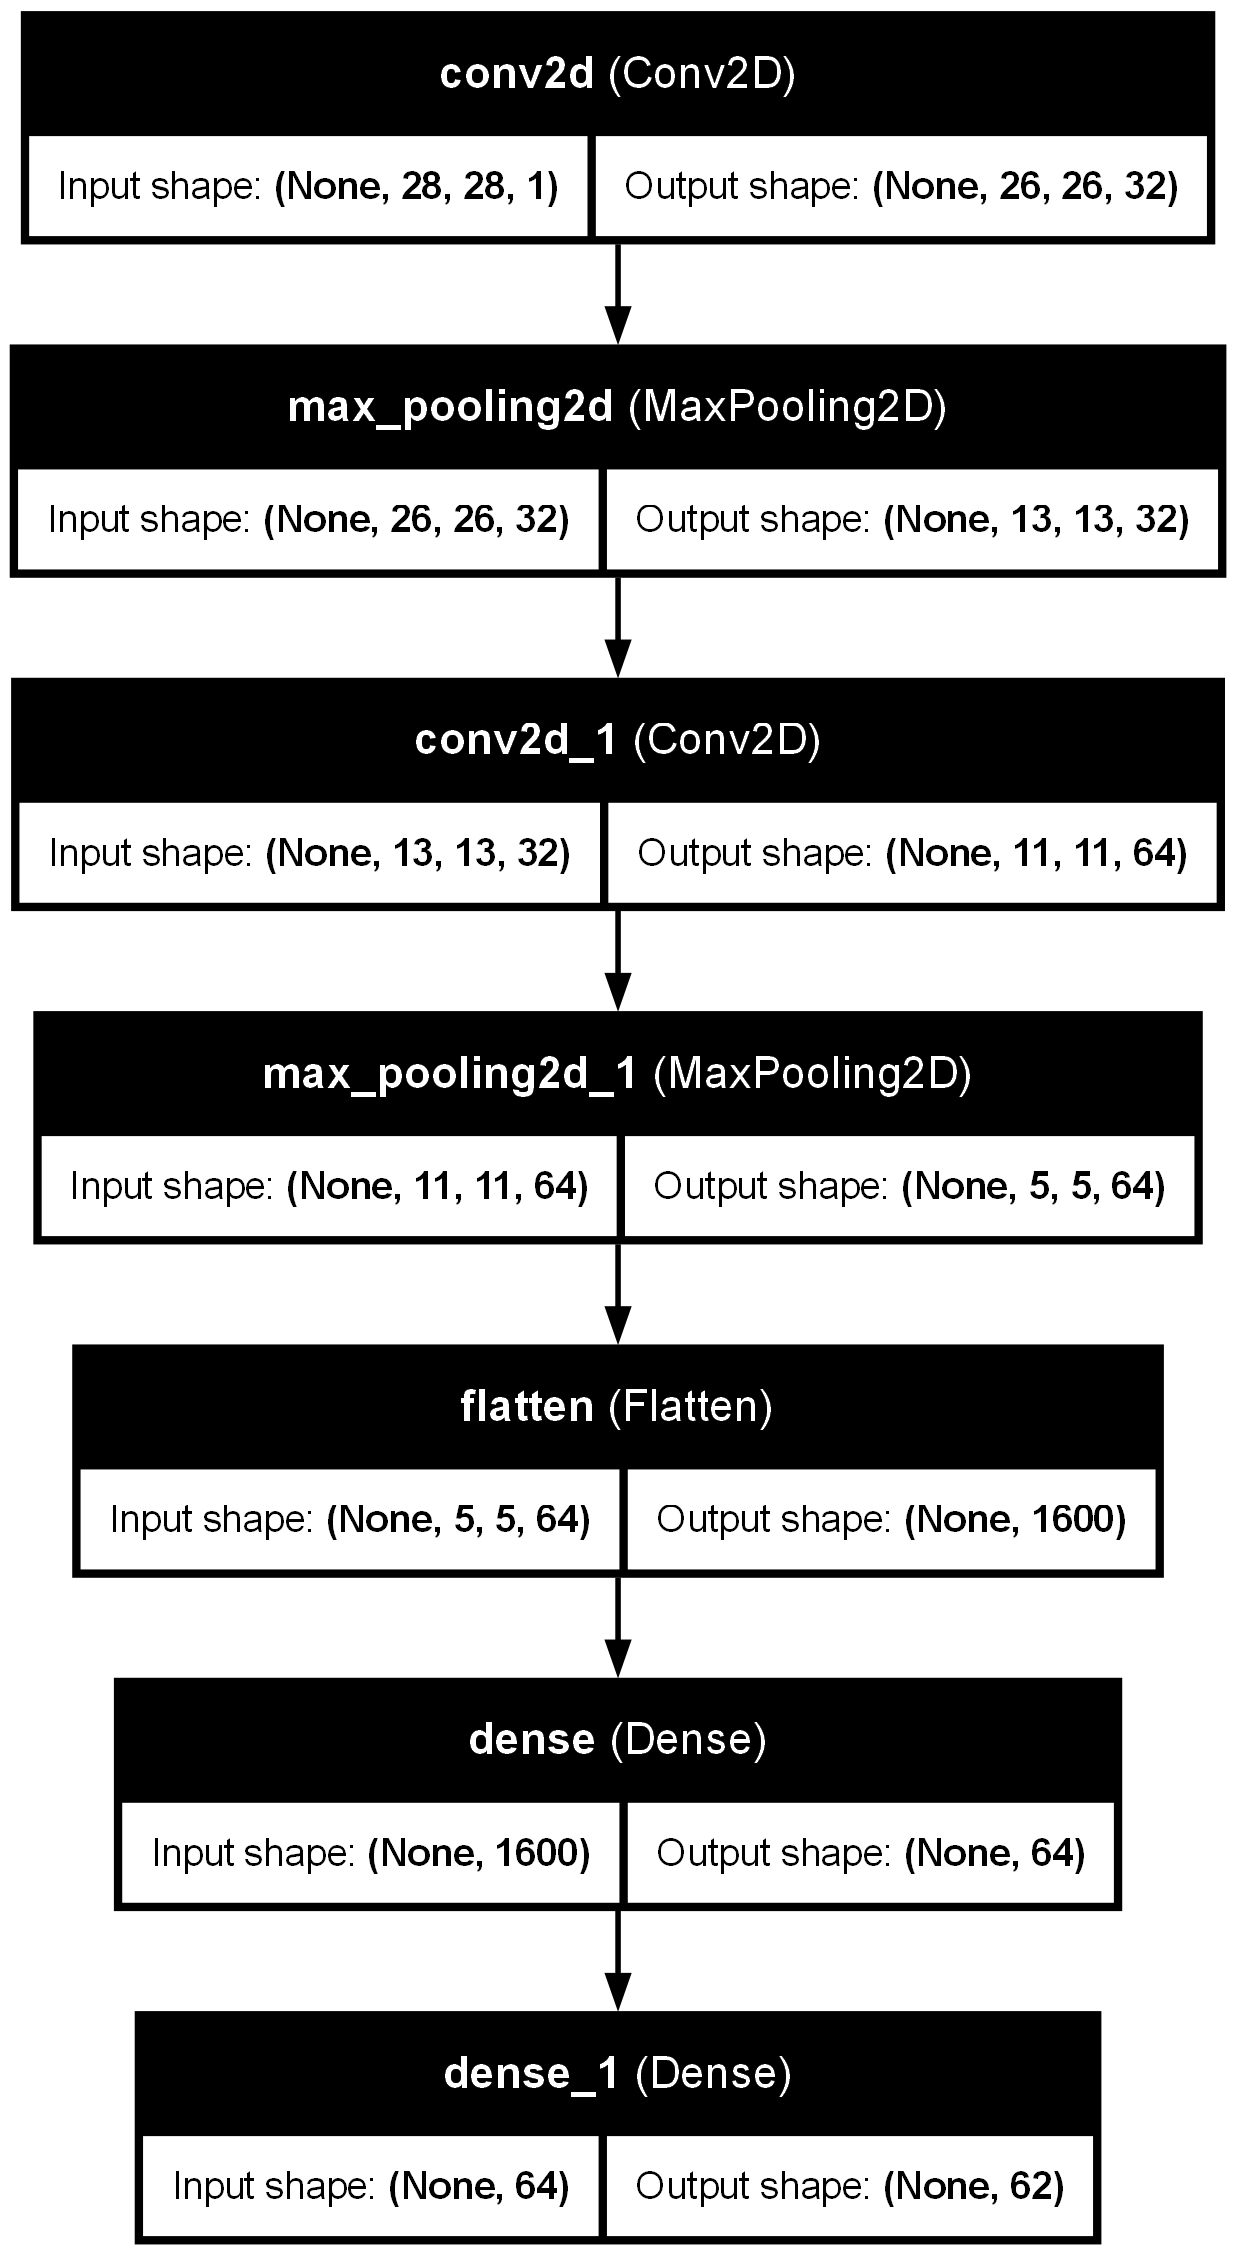 conv2d (Conv2D)
Input shape: (None, 28, 28, 1) Output shape: (None, 26, 26, 32)
max_pooling2d (MaxPooling2D)
Input shape: (None, 26, 26, 32) Output shape: (None, 13, 13, 32)
conv2d_1 (Conv2D)
Input shape: (None, 13, 13, 32) Output shape: (None, 11, 11, 64)
max_pooling2d_1 (MaxPooling2D)
Input shape: (None, 11, 11, 64) Output shape: (None, 5, 5, 64)
flatten (Flatten)
Input shape: (None, 5, 5, 64) Output shape: (None, 1600)
dense (Dense)
Input shape: (None, 1600) Output shape: (None, 64)
dense_1 (Dense)
Input shape: (None, 64) Output shape: (None, 62)